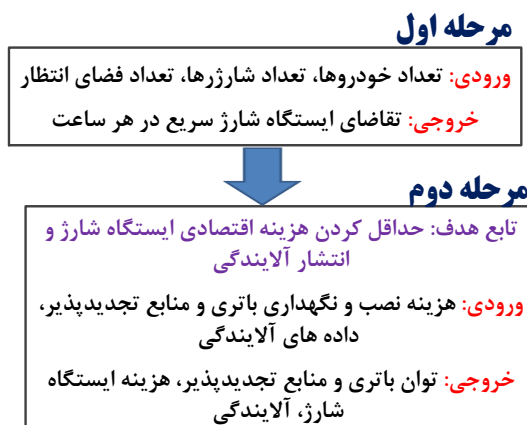 مرحله اول
ورودی: تعداد خودروها، تعداد شارژرها، تعداد فضای انتظار
خروجی: تقاضای ایستگاه شارژ سریع در هر ساعت
مرحله دوم
تابع هدف: حداقل کردن هزینه اقتصادی ایستگاه شارژ و
انتشار آلایندگی
ورودی: هزینه نصب و نگهداری باتری و منابع تجدیدپذیر،
داده های آلایندگی
خروجی: توان باتری و منابع تجدیدپذیر، هزینه ایستگاه
شارژ، آلایندگی